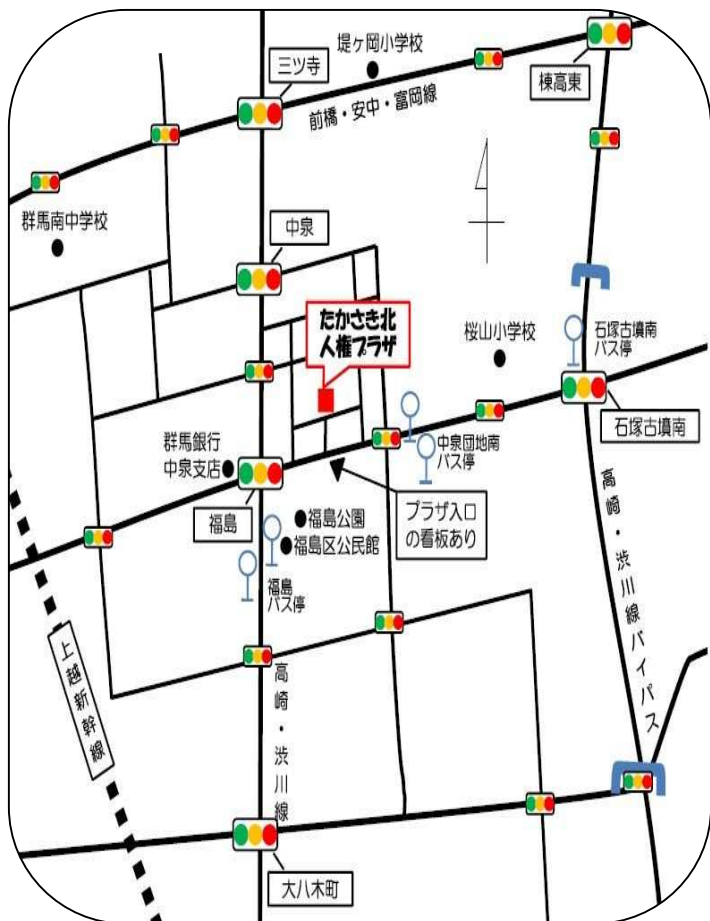 堤ヶ岡小学校
三ツ寺
棟高東
前橋・安中・富岡線
群馬南中学校
中泉
たかさき北
人権プラザ
桜山小学校
石塚古墳南
バス停
石塚古墳南
群馬銀行
中泉支店
中泉団地南
バス停
福島
プラザ入口
の看板あり
福島公園
福島区公民館
福島
バス停
高崎・渋川線バイパス
上越新幹線
高崎・渋川線
大八木町